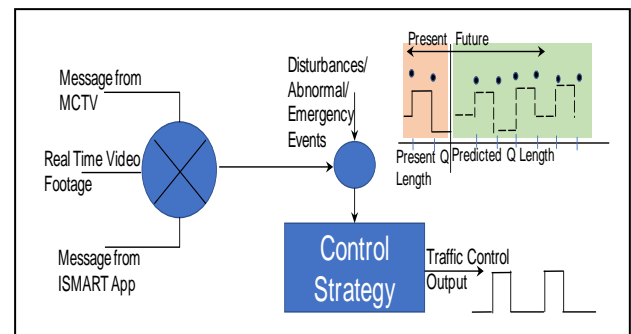 Message from
MCTV
Real Time Video
Footage
Message from
ISMART App
Disturbances/
Abnormal/
Emergency
Events
Control
Strategy
Traffic Control
Output
Present Future
Present Q
Length
Predicted Q Length